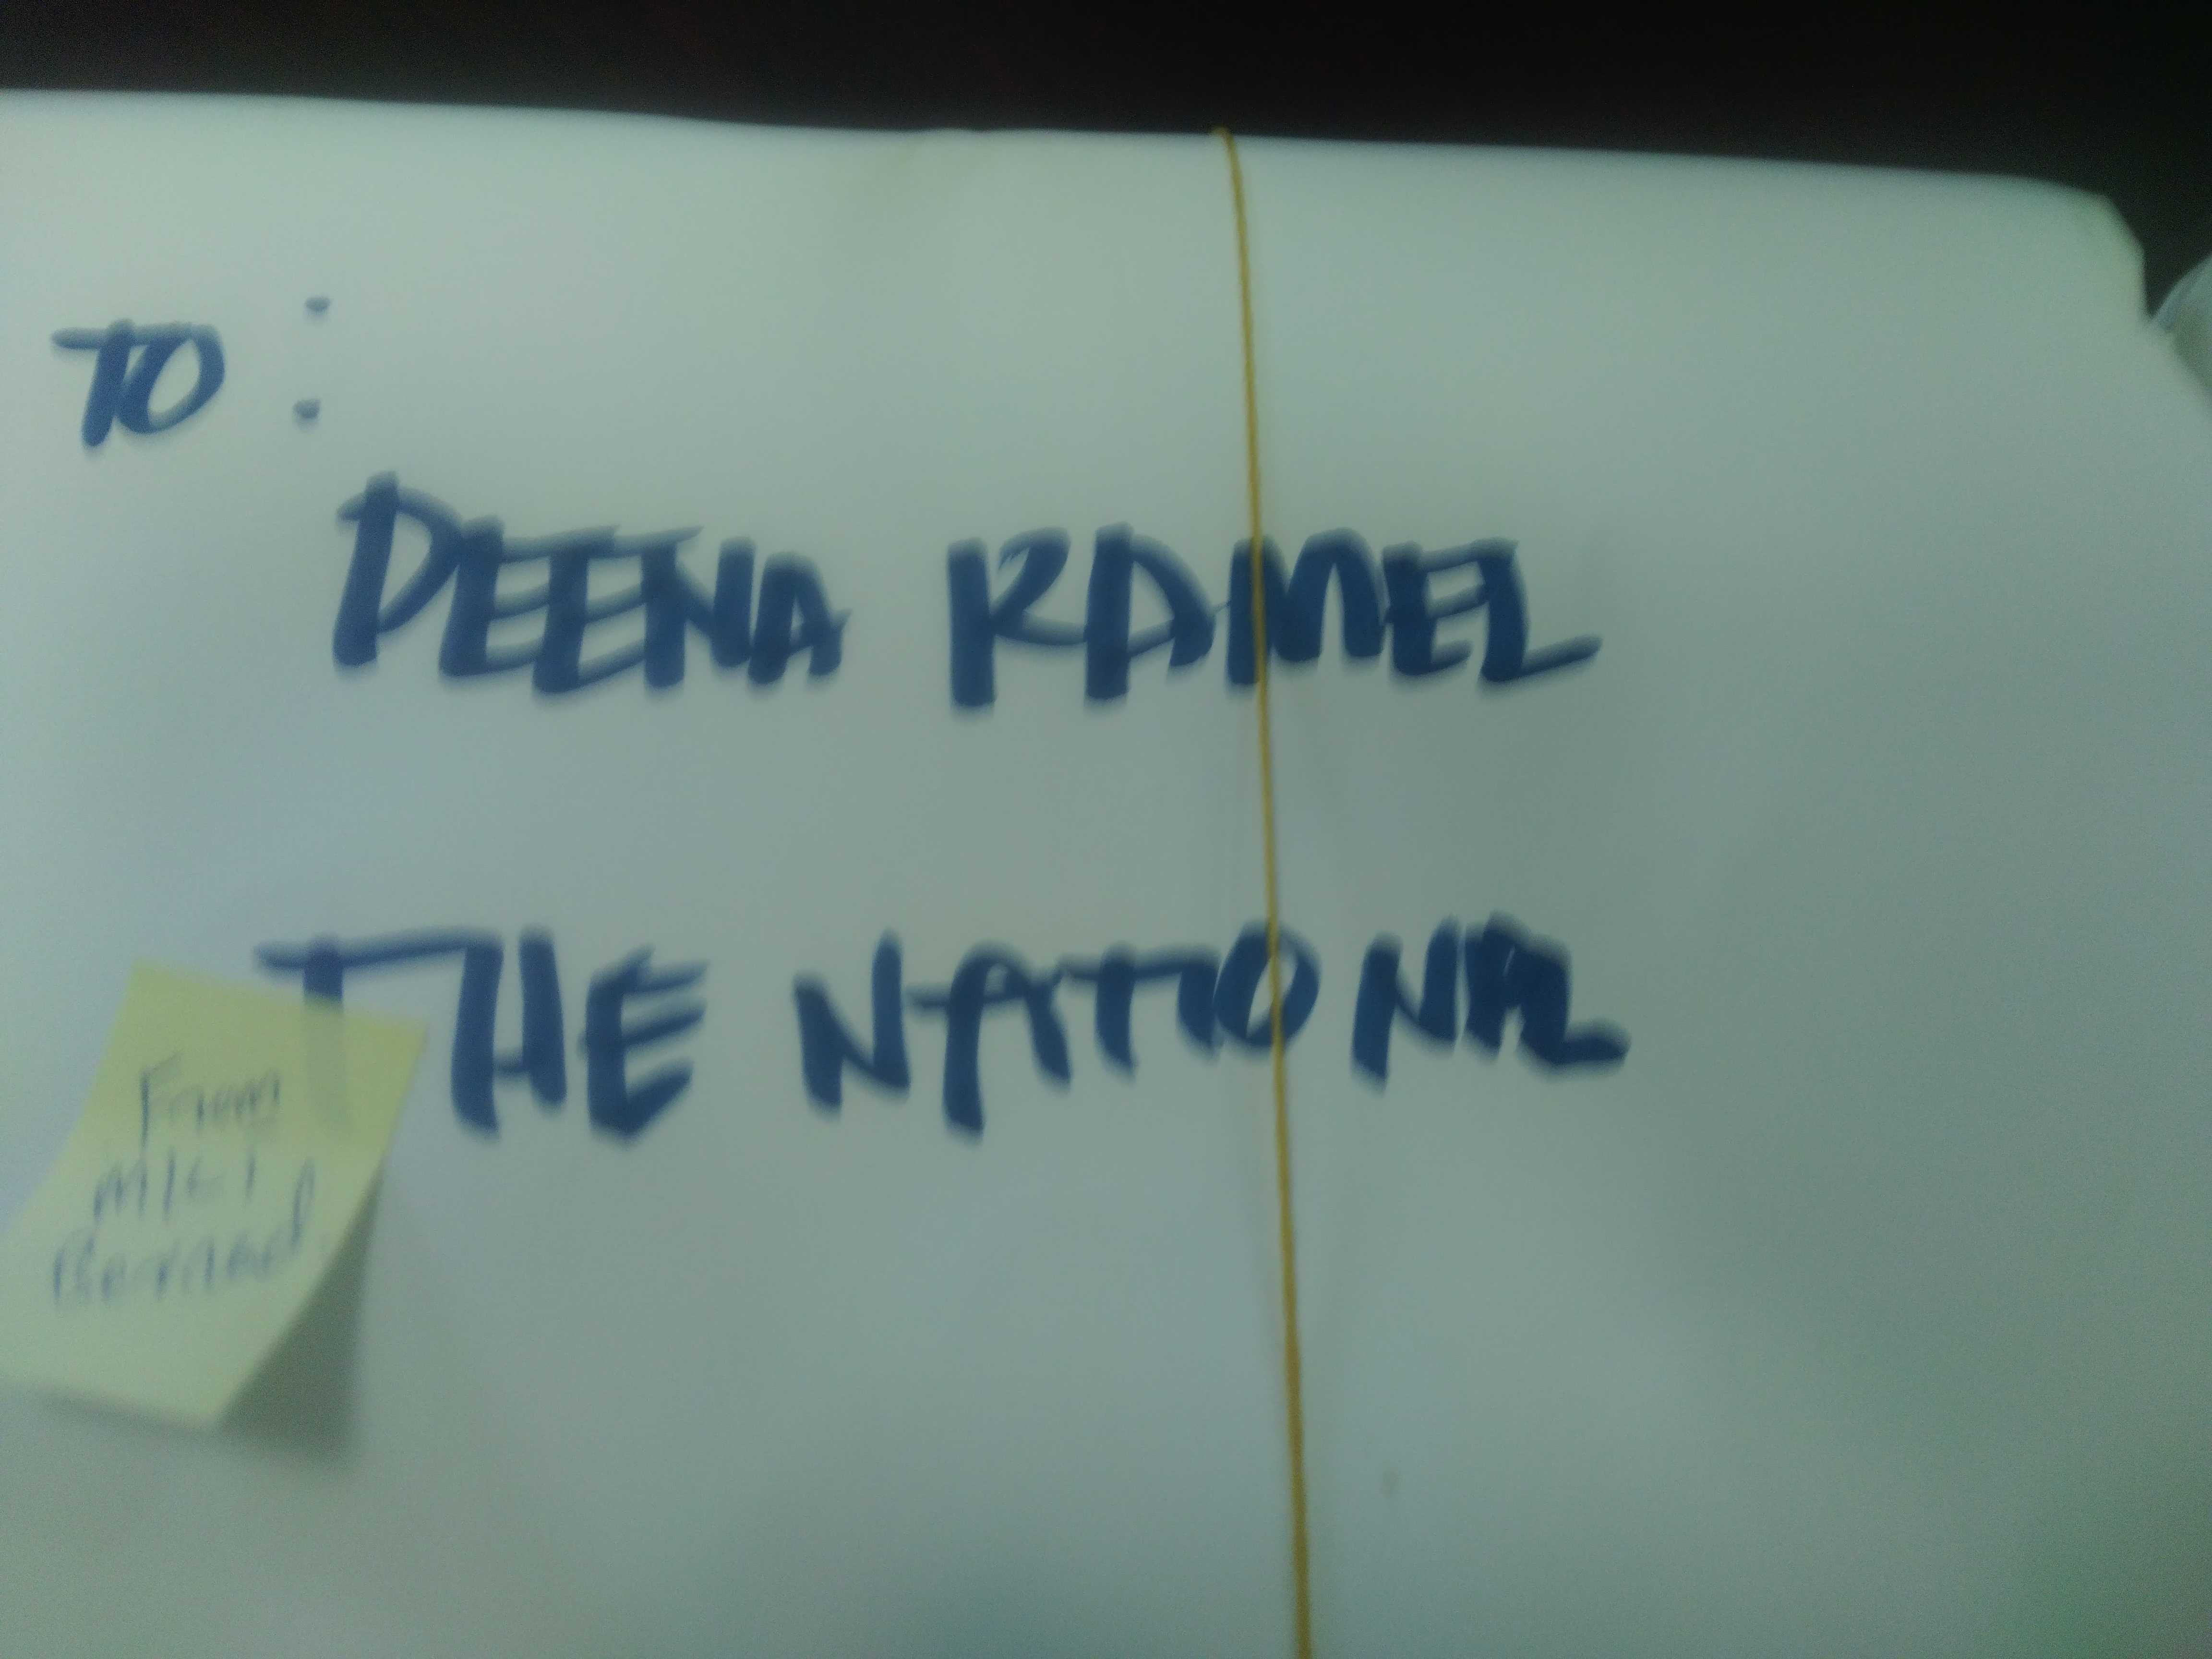 TO :
DEENA KAMEL
THE NATIONAL
From